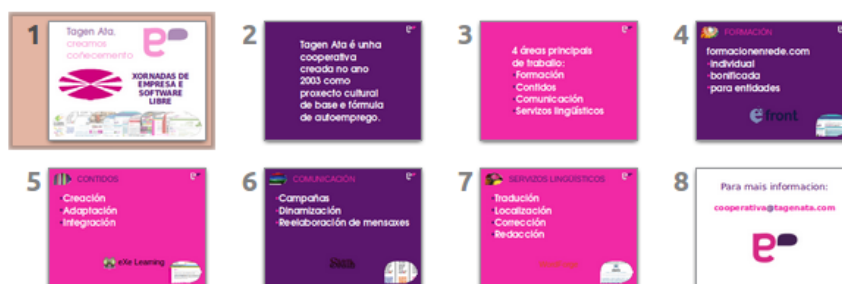 1
Tagen Ata.
creamos
coñecemento
XORNADAS DE
EMPRESA E
SOFTWARE
LIBRE
2
Tagen Ata é unha
cooperativa
creada no ano
2003 como
proxecto cultural
de base e fórmula
de autoemprego.
3
4 áreas principais
de traballo:
·Formación
·Contidos
·Comunicación
·Servizos lingüísticos
4
FORMACIÓN
formacionenrede.com
·individual
·bonificada
·para entidades
efront
5
CONTIDOS
·Creación
·Adaptación
·Integración
eXe Learning
6
COMUNICACIÓN
·Campañas
·Dinamización
·Reelaboración de mensaxes
7
SERVIZOS LINGÜÍSTICOS
·Tradución
·Localización
·Corrección
·Redacción
8
Para mais informacion:
cooperativa@tagenata.com